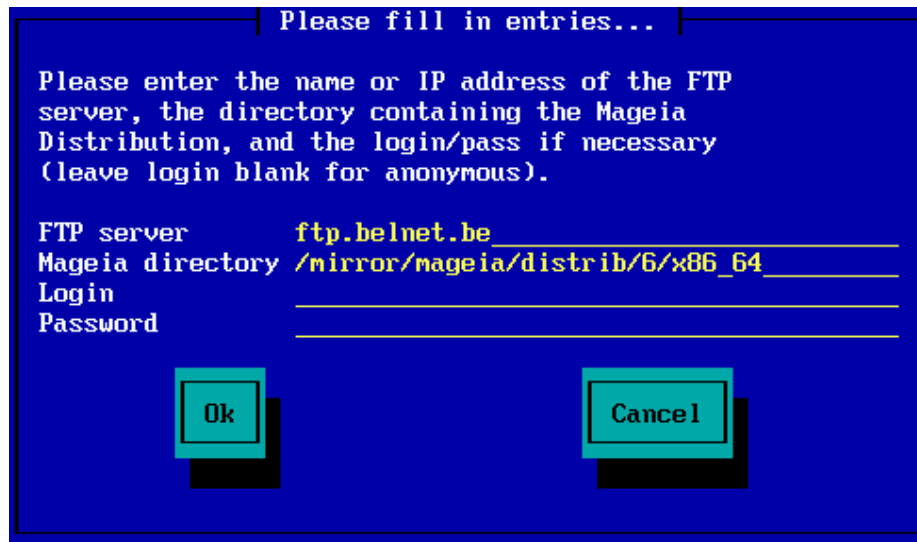 Please fill in entries...
Please enter the name or IP address of the FTP
server, the directory containing the Mageia
Distribution, and the login/pass if necessary
(leave login blank for anonymous).
FTP server ftp.belnet.be
Mageia directory /mirror/mageia/distrib/6/x86_64
Login
Password
Ok Cancel